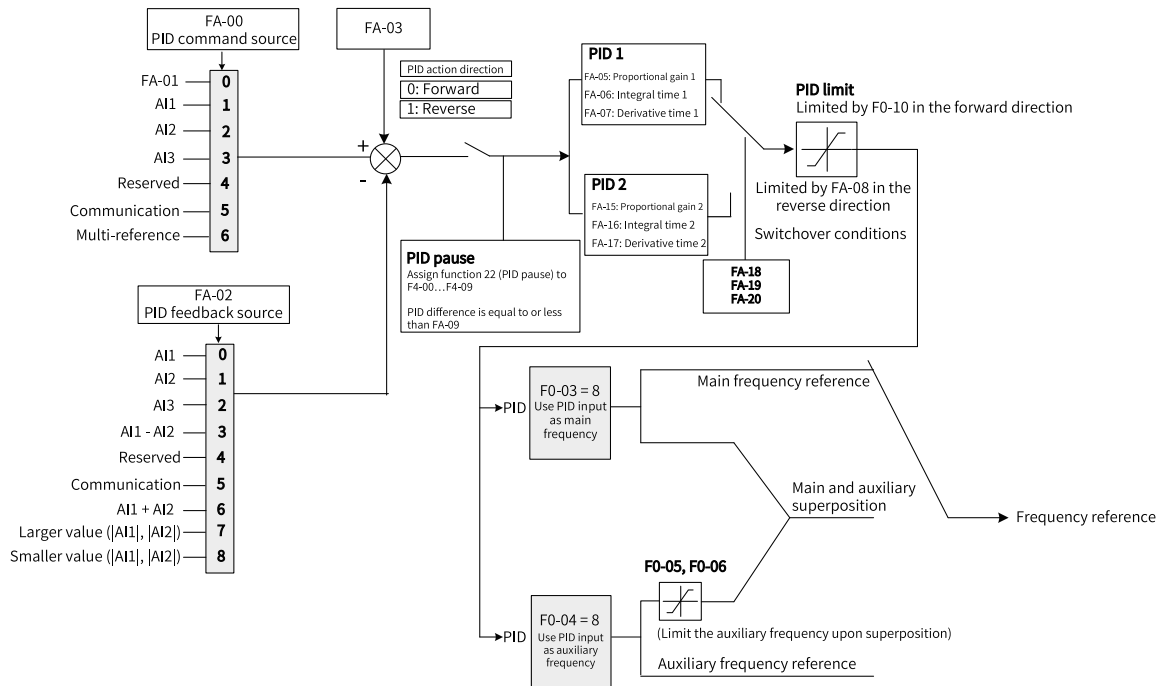 FA-00
PID command source
FA-01
AI1
AI2
AI3
Reserved
Communication
Multi-reference
0
1
2
3
4
5
6
FA-03
PID action direction
0: Forward
1: Reverse
+
-
PID 1
FA-05: Proportional gain 1
FA-06: Integral time 1
FA-07: Derivative time 1
PID 2
FA-15: Proportional gain 2
FA-16: Integral time 2
FA-17: Derivative time 2
PID limit
Limited by F0-10 in the forward direction
Limited by FA-08 in the
reverse direction
Switchover conditions
FA-18
FA-19
FA-20
PID pause
Assign function 22 (PID pause) to
F4-00…F4-09
PID difference is equal to or less
than FA-09
FA-02
PID feedback source
AI1
AI2
AI3
AI1 - AI2
Reserved
Communication
AI1 + AI2
Larger value (|AI1|, |AI2|)
Smaller value (|AI1|, |AI2|)
0
1
2
3
4
5
6
7
8
PID
F0-03 = 8
Use PID input
as main
frequency
Main frequency reference
Main and auxiliary
superposition
Frequency reference
F0-05, F0-06
(Limit the auxiliary frequency upon superposition)
PID
F0-04 = 8
Use PID input
as auxiliary
frequency
Auxiliary frequency reference